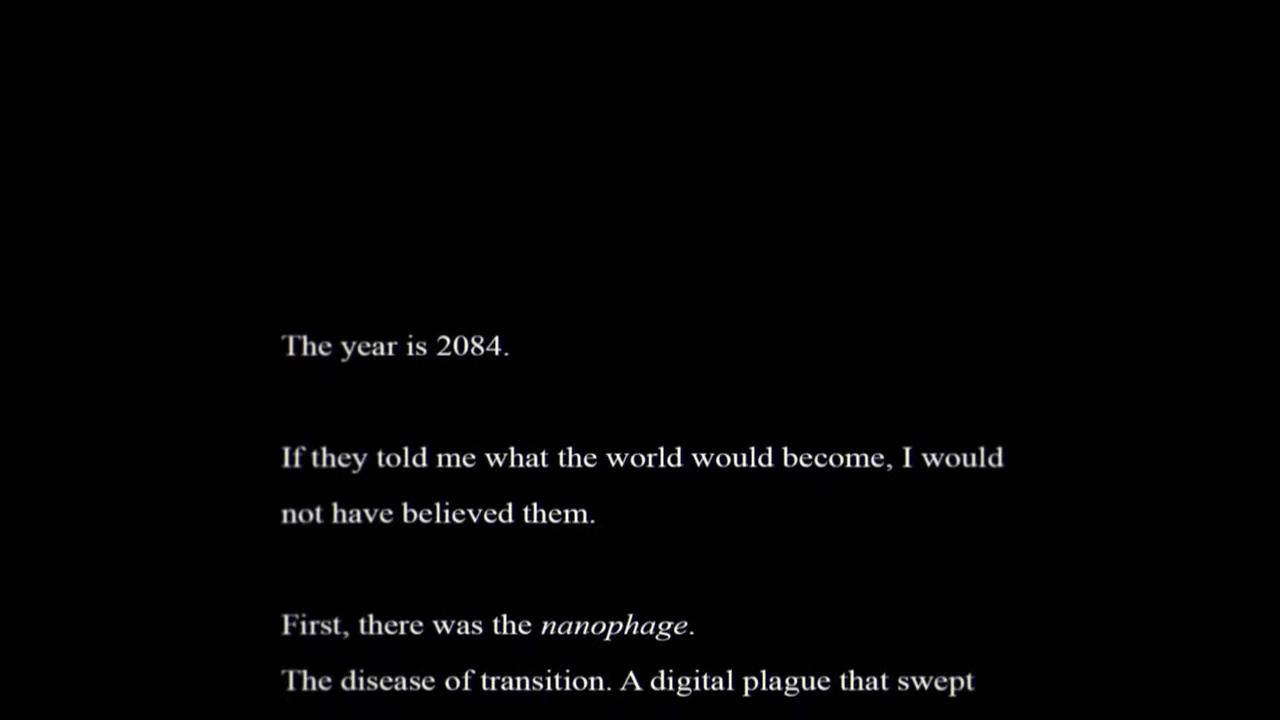 The year is 2084.
If they told me what the world would become, I would
not have believed them.
First, there was the nanophage.
The disease of transition. A digital plague that swept